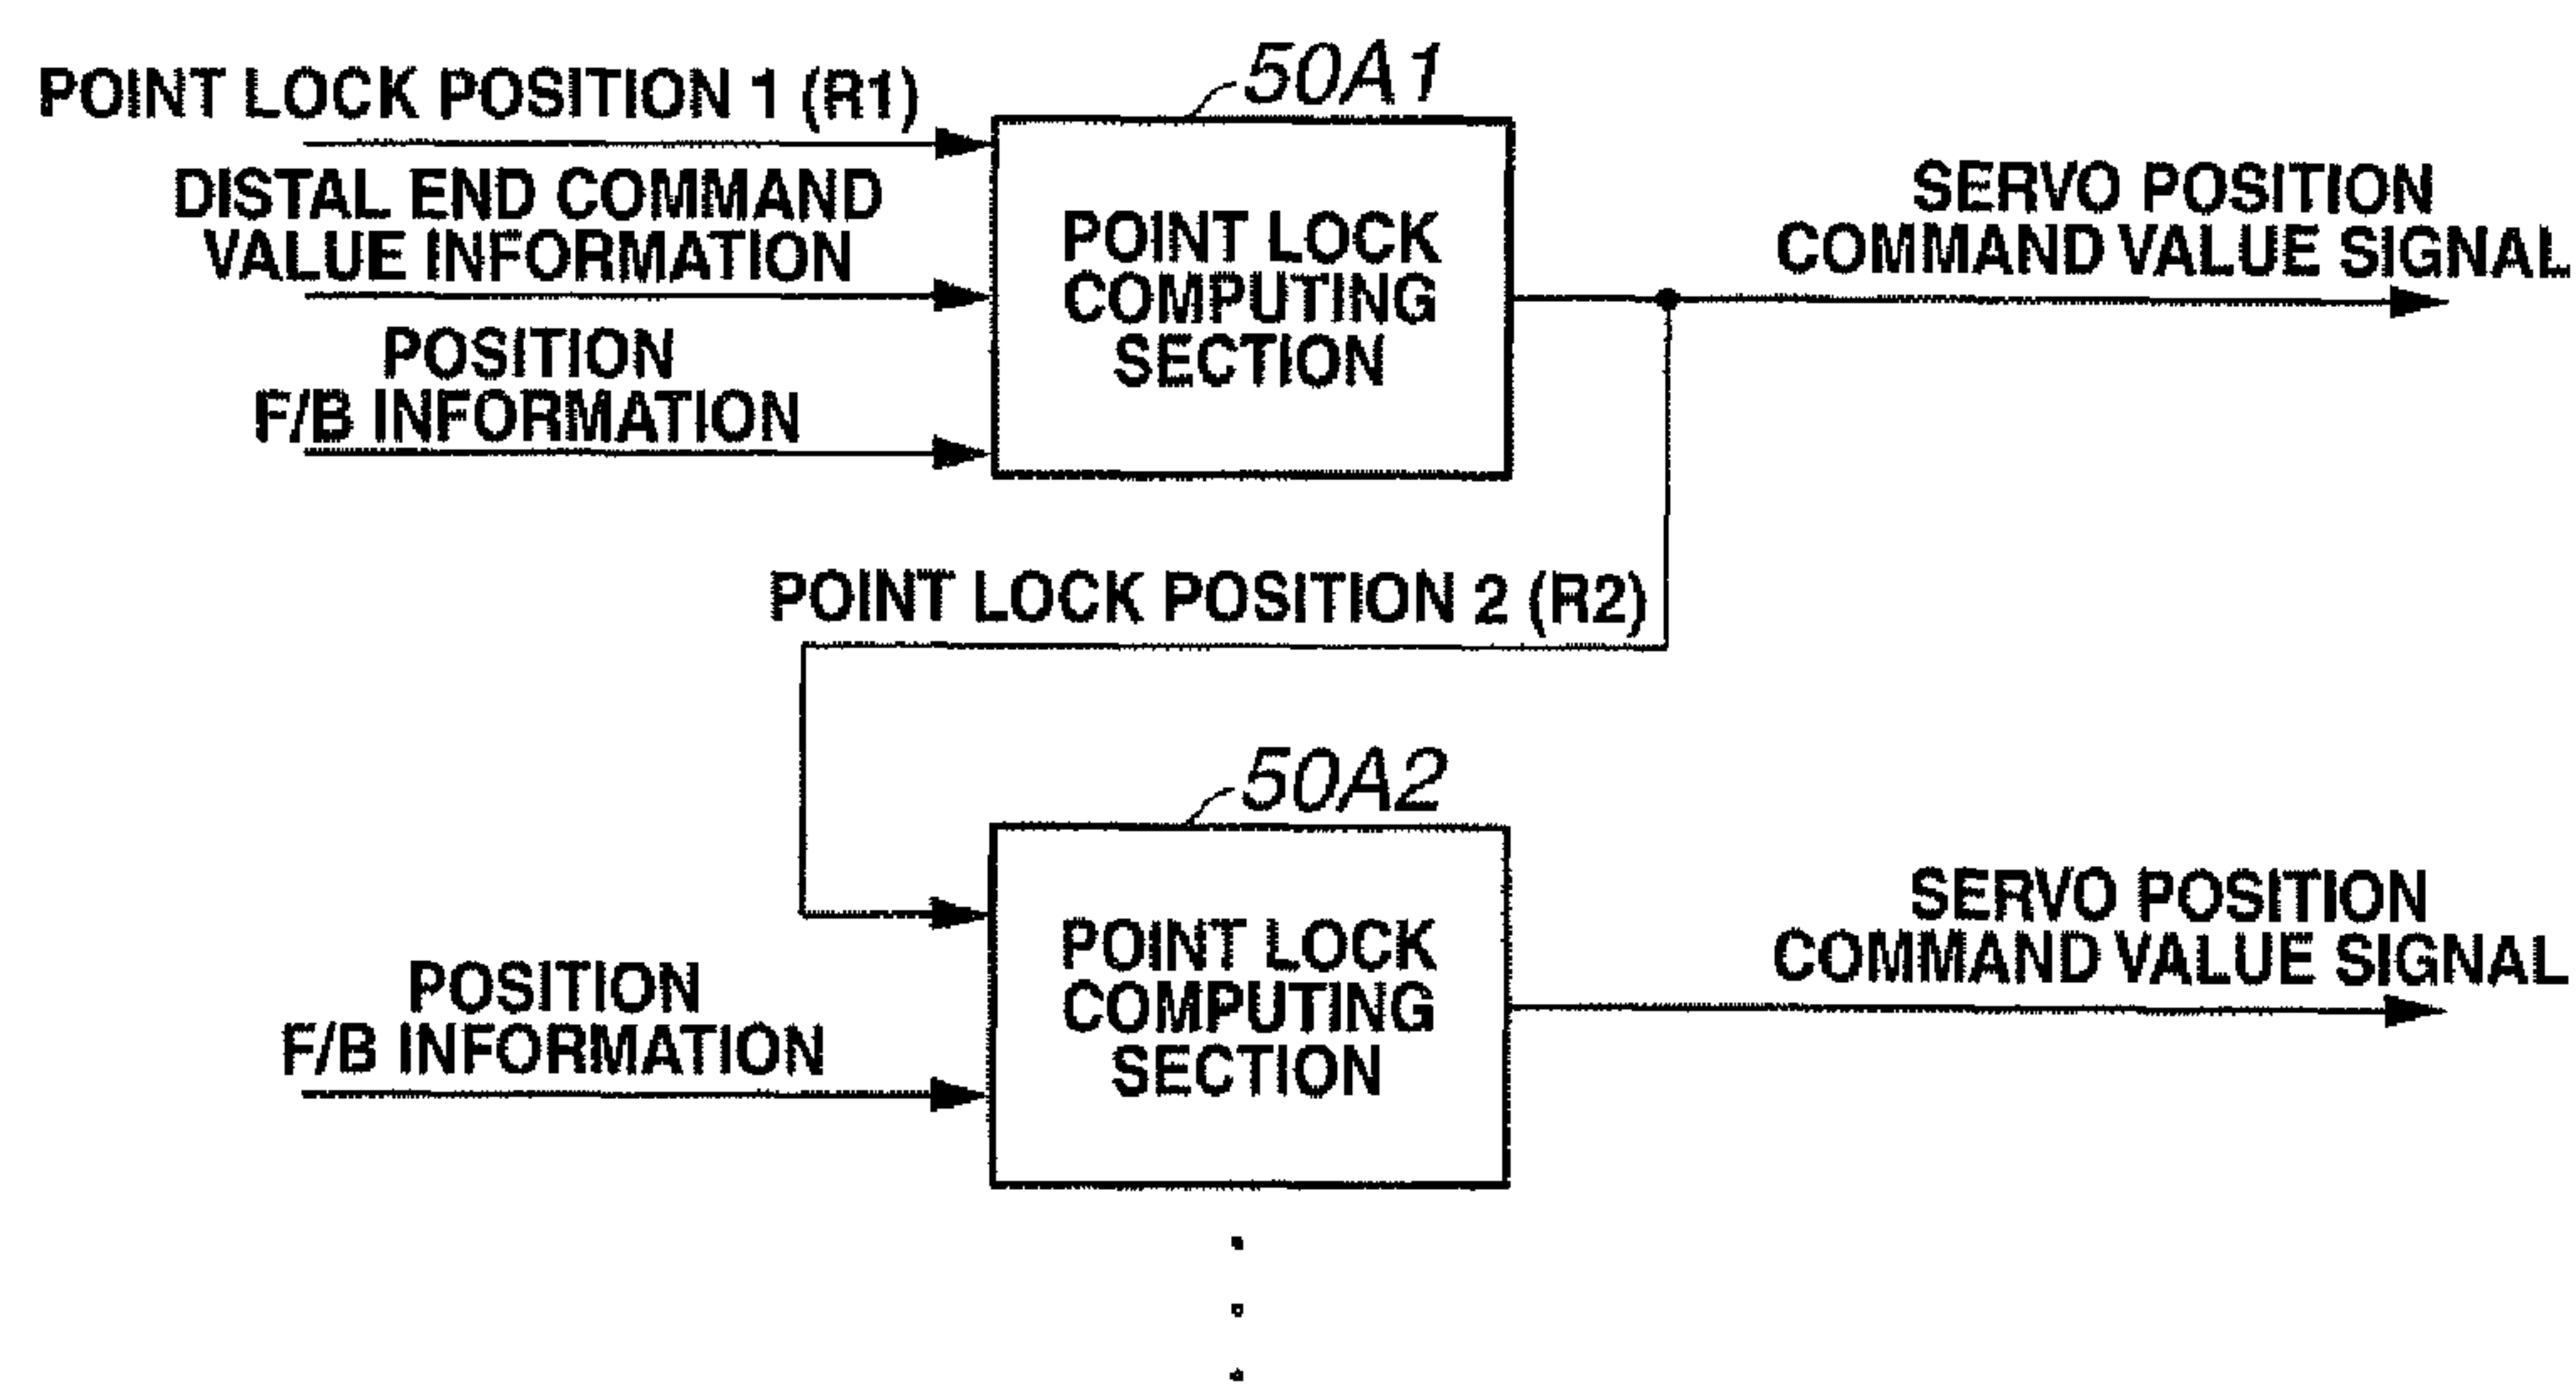 50A1
POINT LOCK POSITION 1 (R1)
DISTAL END COMMAND
VALUE INFORMATION
POSITION
F/B INFORMATION
POINT LOCK
COMPUTING
SECTION
SERVO POSITION
COMMAND VALUE SIGNAL
POINT LOCK POSITION 2 (R2)
50A2
POSITION
F/B INFORMATION
POINT LOCK
COMPUTING
SECTION
SERVO POSITION
COMMAND VALUE SIGNAL